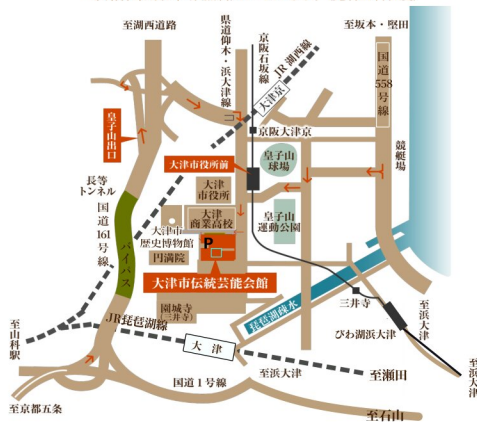 至湖西道路
県道仰木・浜大津線
京阪石坂線
JR湖西線
至坂本・堅田
国道558号線
大津京
皇子山出口
京阪大津京
競艇場
大津市役所前
皇子山
球場
長等
トンネル
大津
市役所
国道161号線
バイパス
大津
商業高校
皇子山
運動公園
大津市
歴史博物館
P
円満院
大津市伝統芸能会館
園城寺
(三井寺)
琵琶湖疏水
三井寺
びわ湖浜大津
至浜大津
JR琵琶湖線
大津
至山科駅
至浜大津
至瀬田
至浜大津
国道1号線
至京都五条
至石山